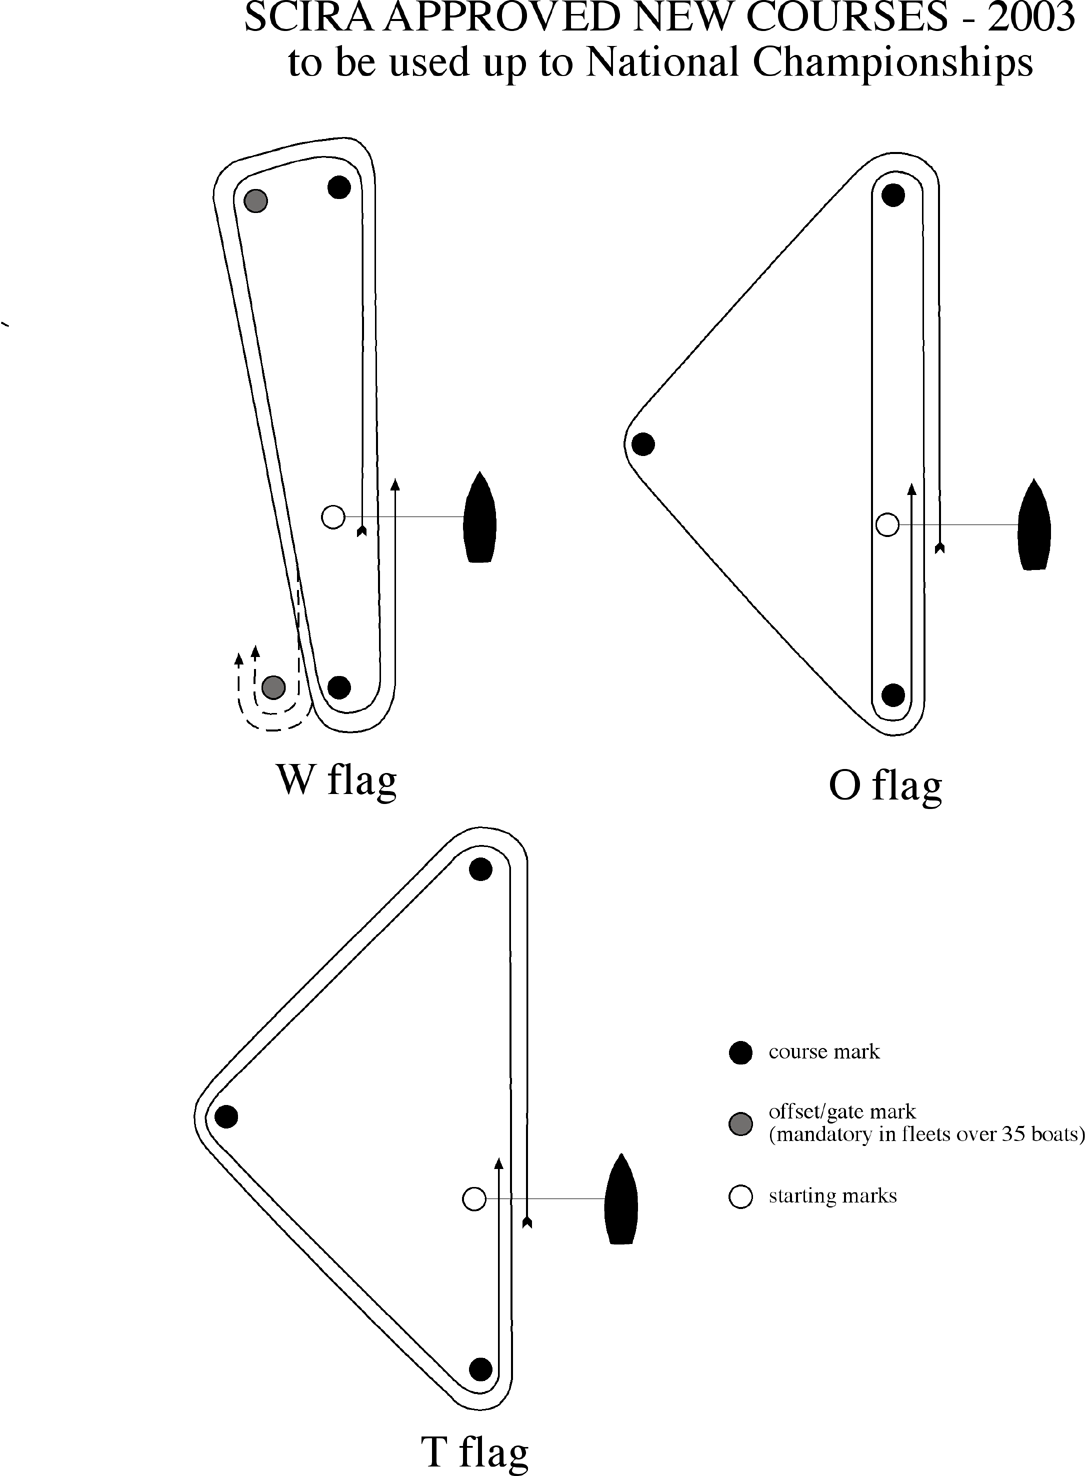 SCIRA APPROVED NEW COURSES - 2003
to be used up to National Championships
W flag
O flag
T flag
course mark
offset/gate mark
(mandatory in fleets over 35 boats)
starting marks